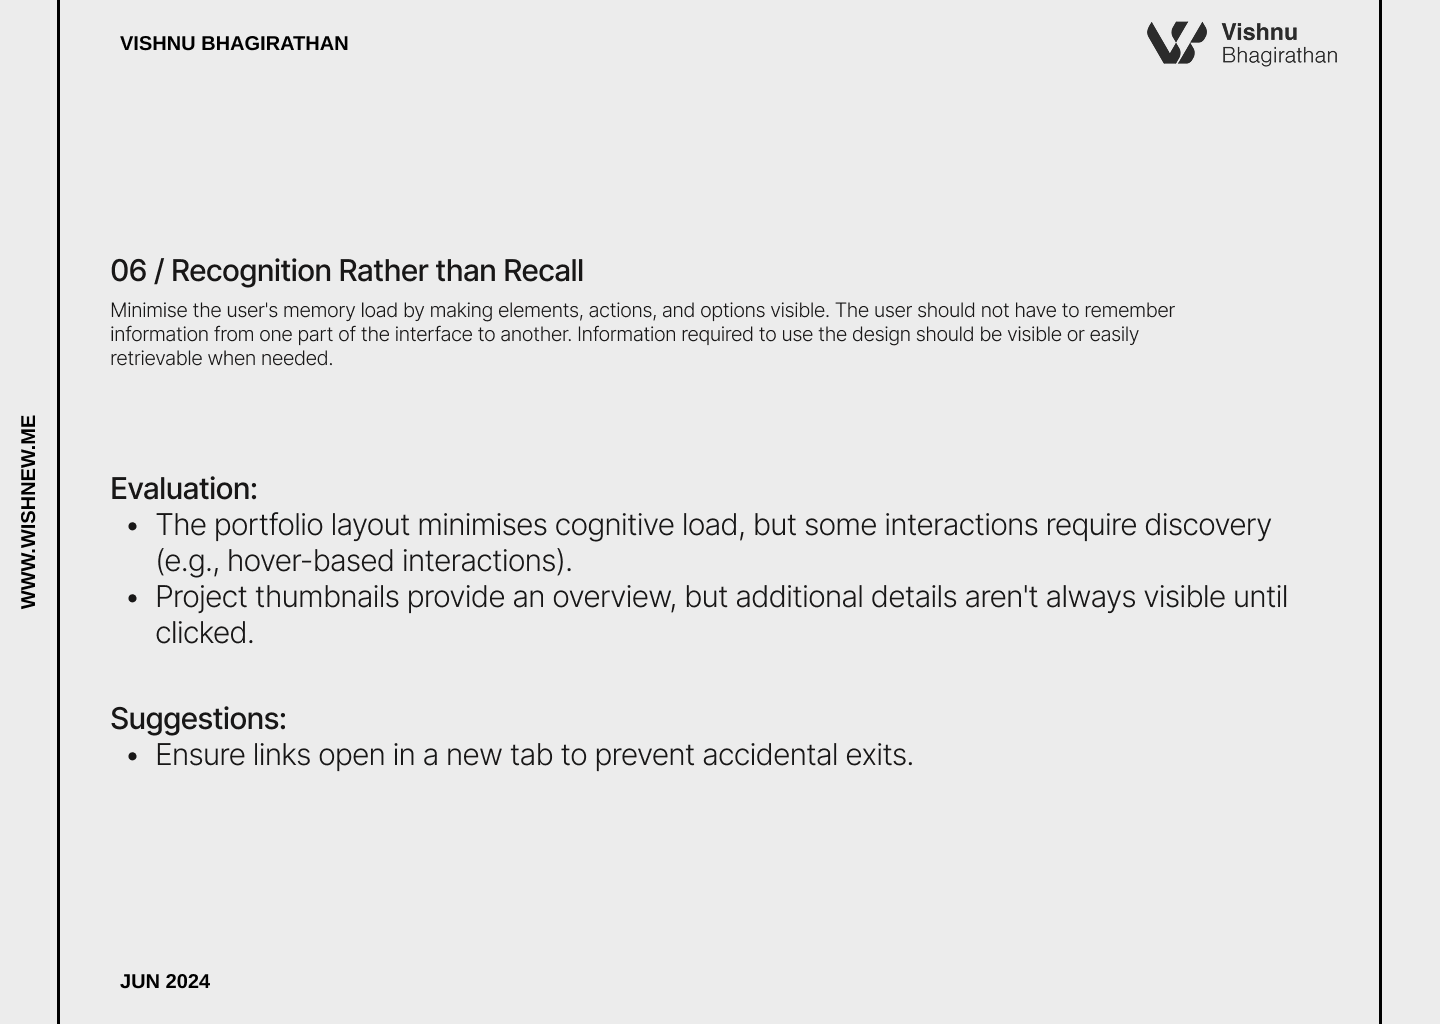 VISHNU BHAGIRATHAN
Vishnu
Bhagirathan
06 / Recognition Rather than Recall
Minimise the user's memory load by making elements, actions, and options visible. The user should not have to remember
information from one part of the interface to another. Information required to use the design should be visible or easily
retrievable when needed.
WWW.WISHNEW.ME
Evaluation:
• The portfolio layout minimises cognitive load, but some interactions require discovery
(e.g., hover-based interactions).
• Project thumbnails provide an overview, but additional details aren't always visible until
clicked.
Suggestions:
• Ensure links open in a new tab to prevent accidental exits.
JUN 2024